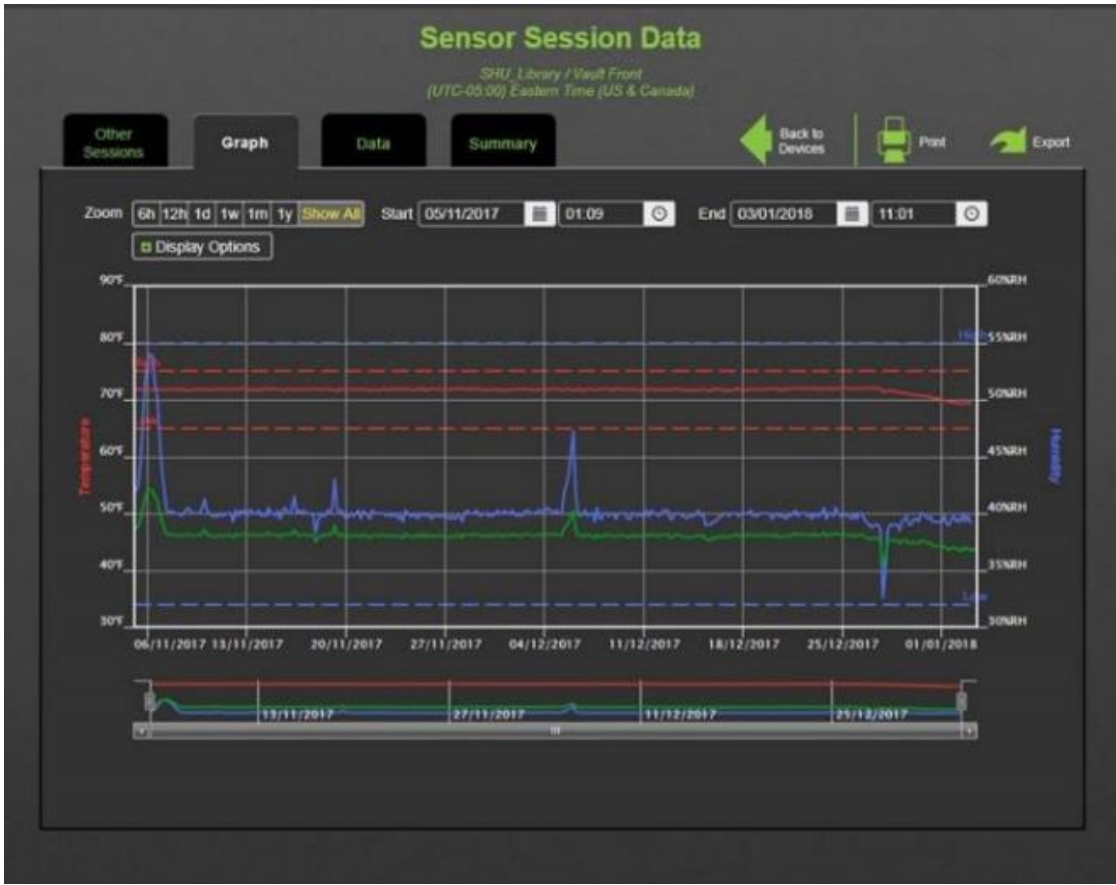 Sensor Session Data
SHU_Library / Vault Front
(UTC-05:00) Eastern Time (US & Canada)
Other Sessions
Graph
Data
Summary
Back to Devices
Print
Export
Zoom 6h 12h 1d 1w 1m 1y Show All Start 05/11/2017 01:09 End 03/01/2018 11:01
Display Options
90°F 60%RH
80°F High 55%RH
70°F 50%RH
60°F 45%RH
50°F 40%RH
40°F 35%RH
Low
30°F 30%RH
Temperature
Humidity
06/11/2017 13/11/2017 20/11/2017 27/11/2017 04/12/2017 11/12/2017 18/12/2017 25/12/2017 01/01/2018
13/11/2017 27/11/2017 11/12/2017 25/12/2017